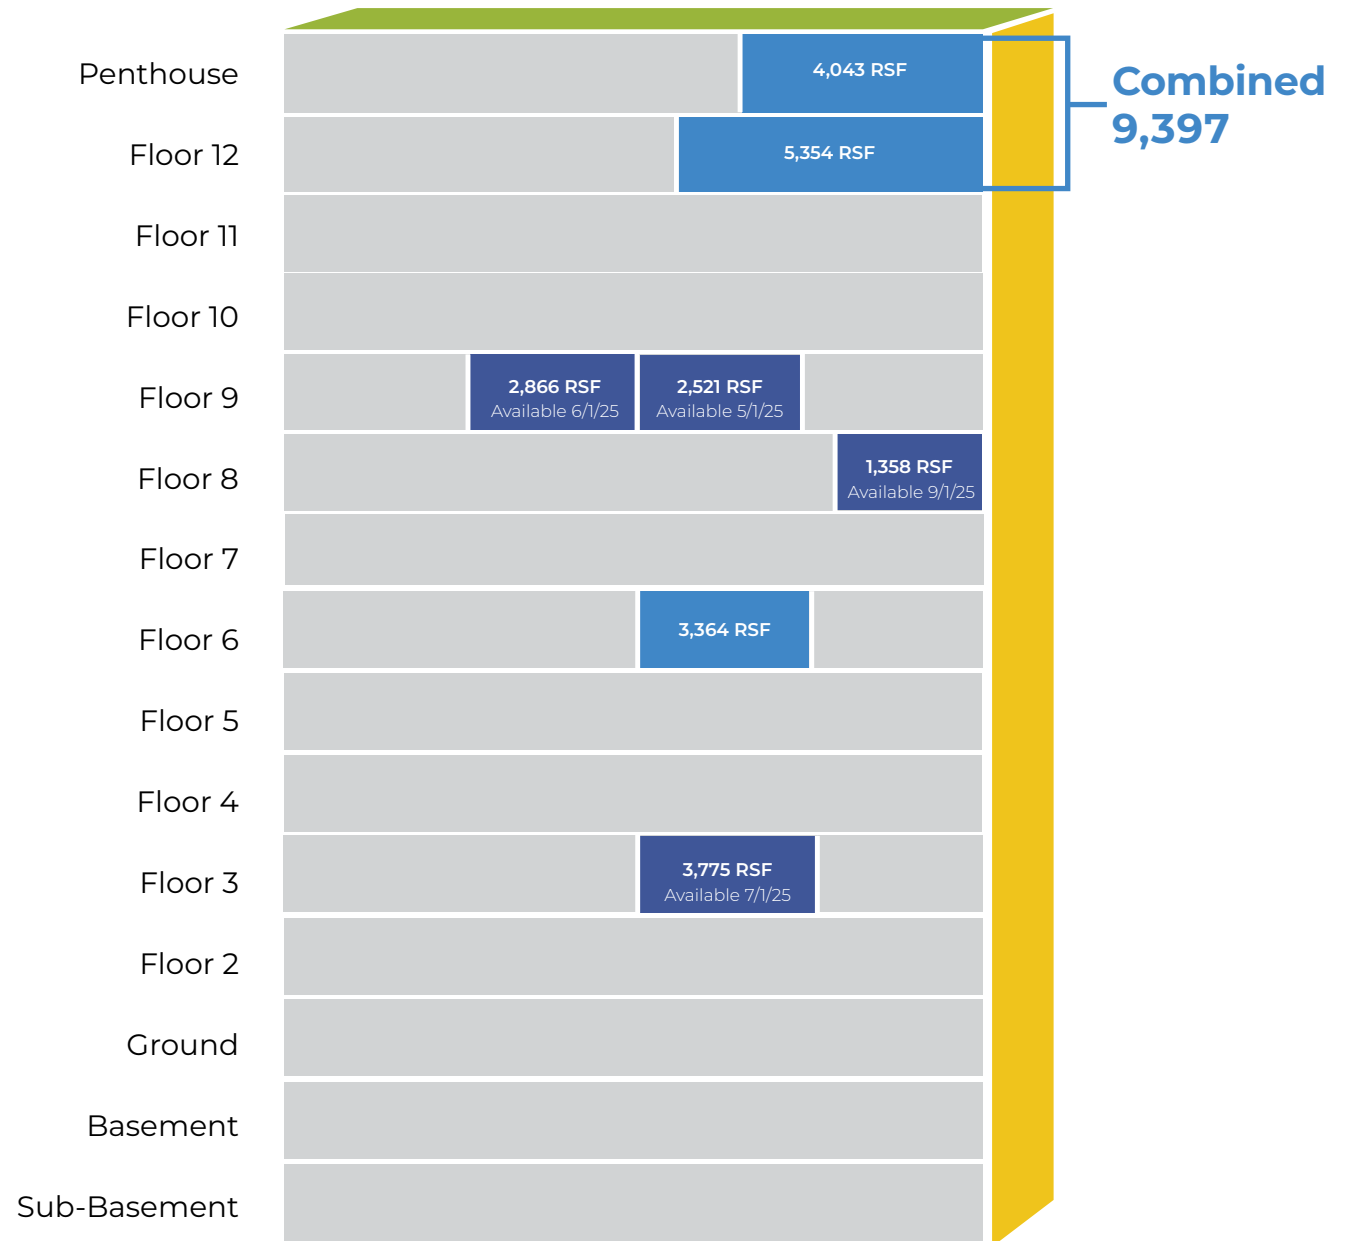 Penthouse
4,043 RSF
Combined
9,397
Floor 12
5,354 RSF
Floor 11
Floor 10
Floor 9
2,866 RSF
Available 6/1/25
2,521 RSF
Available 5/1/25
Floor 8
1,358 RSF
Available 9/1/25
Floor 7
Floor 6
3,364 RSF
Floor 5
Floor 4
Floor 3
3,775 RSF
Available 7/1/25
Floor 2
Ground
Basement
Sub-Basement